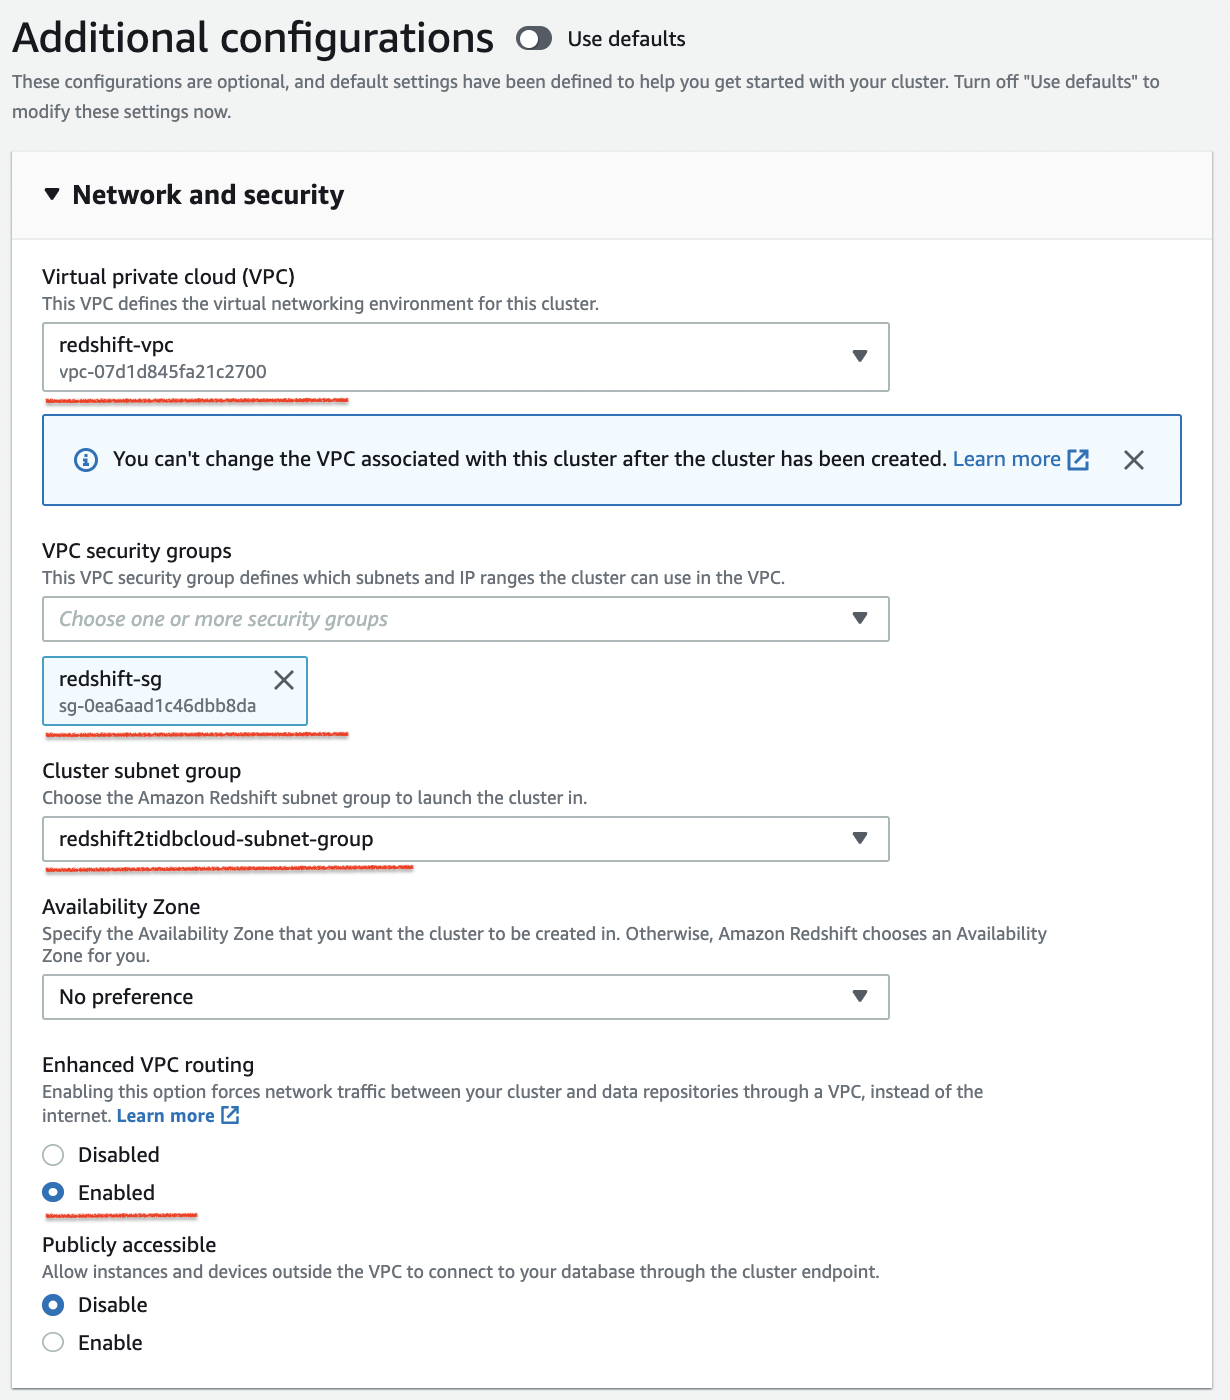 Additional configurations
Use defaults
These configurations are optional, and default settings have been defined to help you get started with your cluster. Turn off "Use defaults" to
modify these settings now.
Network and security
Virtual private cloud (VPC)
This VPC defines the virtual networking environment for this cluster.
redshift-vpc
vpc-07d1d845fa21c2700
You can't change the VPC associated with this cluster after the cluster has been created. Learn more
VPC security groups
This VPC security group defines which subnets and IP ranges the cluster can use in the VPC.
Choose one or more security groups
redshift-sg
sg-0ea6aad1c46dbb8da
Cluster subnet group
Choose the Amazon Redshift subnet group to launch the cluster in.
redshift2tidbcloud-subnet-group
Availability Zone
Specify the Availability Zone that you want the cluster to be created in. Otherwise, Amazon Redshift chooses an Availability
Zone for you.
No preference
Enhanced VPC routing
Enabling this option forces network traffic between your cluster and data repositories through a VPC, instead of the
internet. Learn more
Disabled
Enabled
Publicly accessible
Allow instances and devices outside the VPC to connect to your database through the cluster endpoint.
Disable
Enable